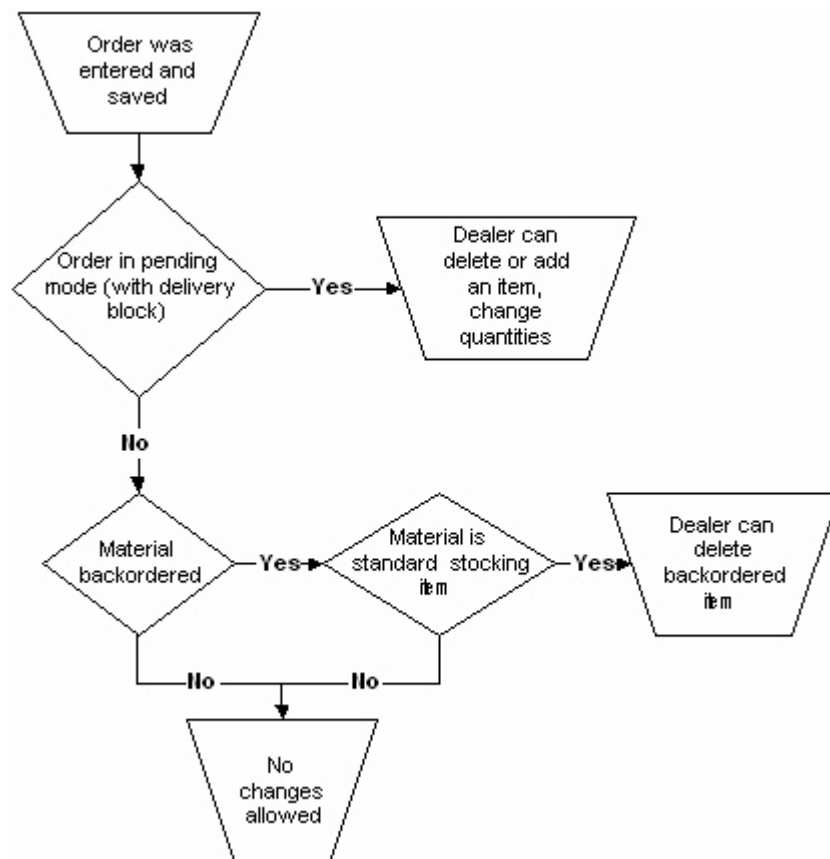 Order was
entered and
saved
Order in pending
mode (with delivery
block)
Yes
Dealer can
delete or add
an item,
change
quantities
No
Material
backordered
Yes
Material is
standard stocking
item
Yes
Dealer can
delete
backordered
item
No
No
No
changes
allowed